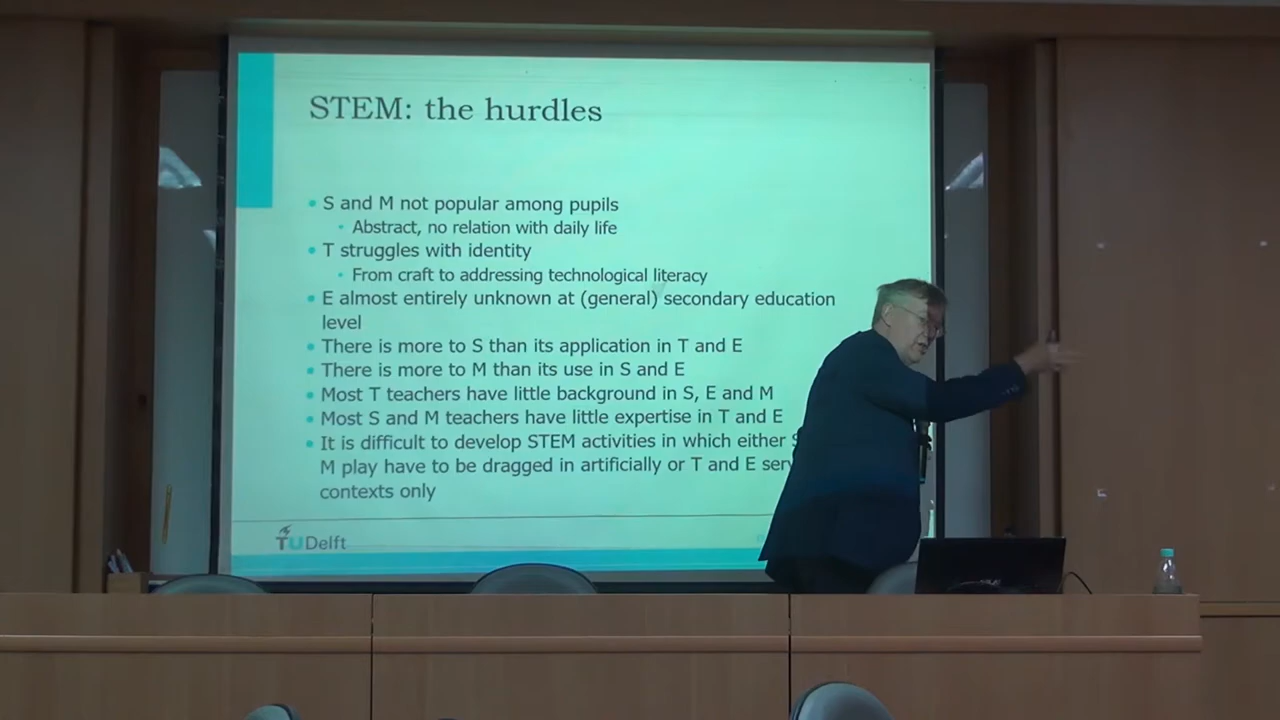 STEM: the hurdles
• S and M not popular among pupils
• Abstract, no relation with daily life
• T struggles with identity
• From craft to addressing technological literacy
• E almost entirely unknown at (general) secondary education
level
• There is more to S than its application in T and E
• There is more to M than its use in S and E
• Most T teachers have little background in S, E and M
• Most S and M teachers have little expertise in T and E
• It is difficult to develop STEM activities in which either
M play have to be dragged in artificially or T and E
contexts only
TUDelft